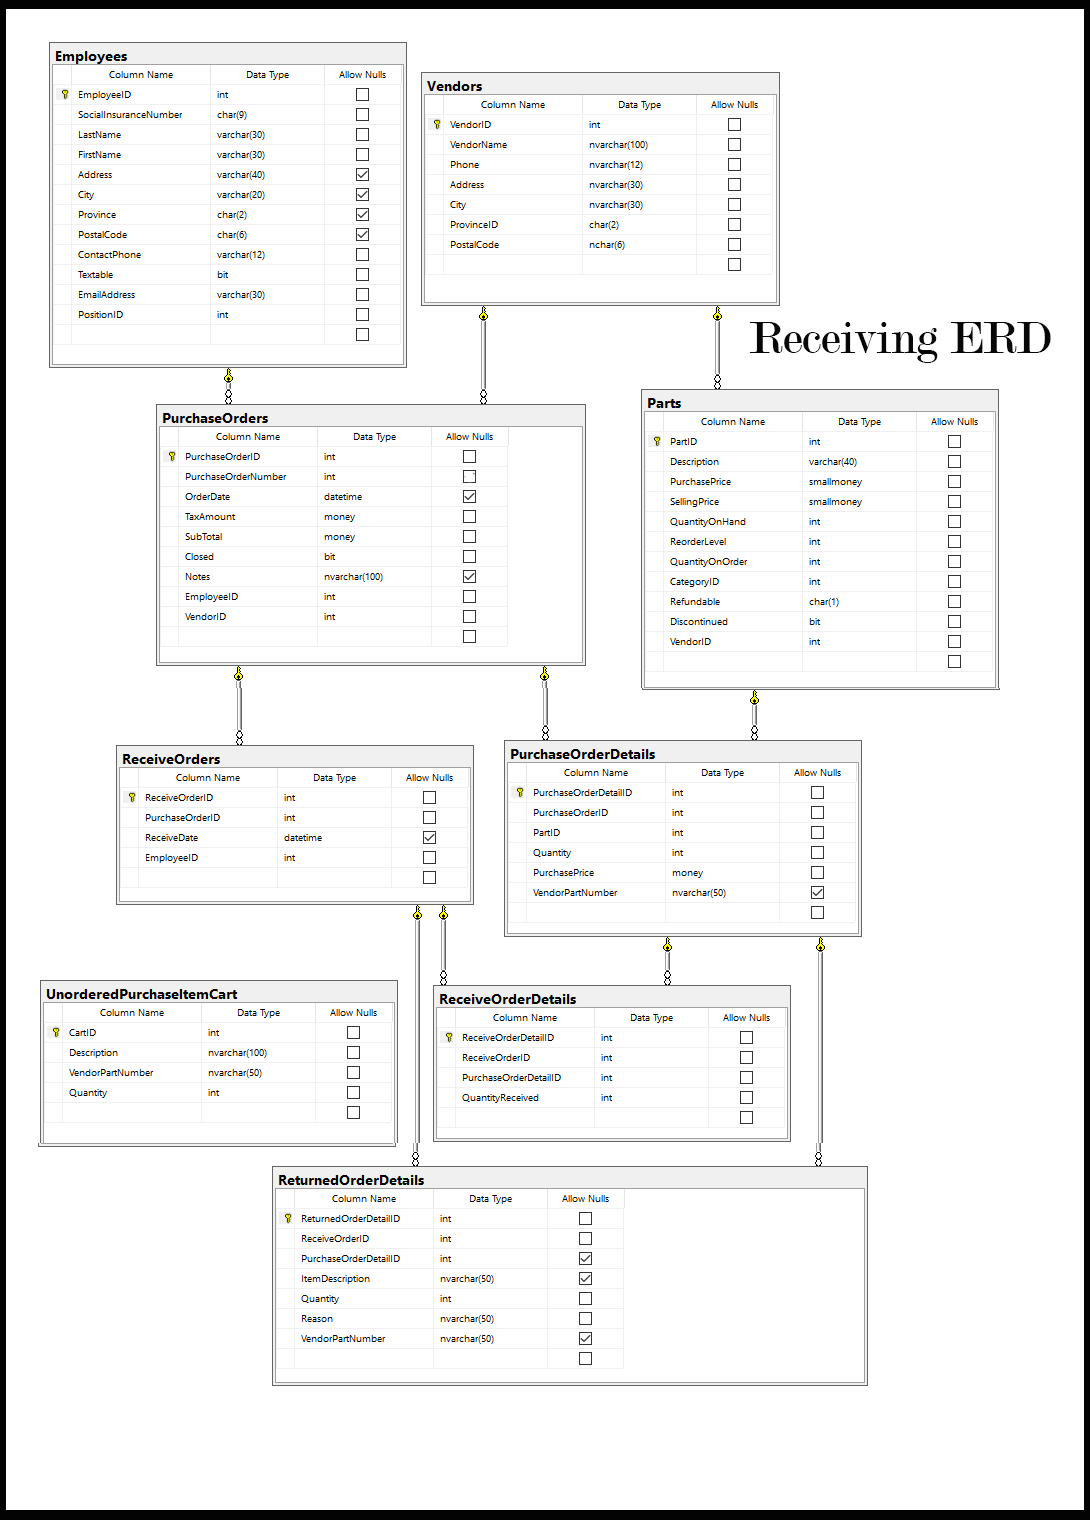 Employees
Column Name Data Type Allow Nulls
EmployeeID int
SocialInsuranceNumber char(9)
LastName varchar(30)
FirstName varchar(30)
Address varchar(40)
City varchar(20)
Province char(2)
PostalCode char(6)
ContactPhone varchar(12)
Textable bit
EmailAddress varchar(30)
PositionID int
Vendors
Column Name Data Type Allow Nulls
VendorID int
VendorName nvarchar(100)
Phone nvarchar(12)
Address nvarchar(30)
City nvarchar(30)
ProvinceID char(2)
PostalCode nchar(6)
Receiving ERD
PurchaseOrders
Column Name Data Type Allow Nulls
PurchaseOrderID int
PurchaseOrderNumber int
OrderDate datetime
TaxAmount money
SubTotal money
Closed bit
Notes nvarchar(100)
EmployeeID int
VendorID int
Parts
Column Name Data Type Allow Nulls
PartID int
Description varchar(40)
PurchasePrice smallmoney
SellingPrice smallmoney
QuantityOnHand int
ReorderLevel int
QuantityOnOrder int
CategoryID int
Refundable char(1)
Discontinued bit
VendorID int
ReceiveOrders
Column Name Data Type Allow Nulls
ReceiveOrderID int
PurchaseOrderID int
ReceiveDate datetime
EmployeeID int
PurchaseOrderDetails
Column Name Data Type Allow Nulls
PurchaseOrderDetailID int
PurchaseOrderID int
PartID int
Quantity int
PurchasePrice money
VendorPartNumber nvarchar(50)
UnorderedPurchaseItemCart
Column Name Data Type Allow Nulls
CartID int
Description nvarchar(100)
VendorPartNumber nvarchar(50)
Quantity int
ReceiveOrderDetails
Column Name Data Type Allow Nulls
ReceiveOrderDetailID int
ReceiveOrderID int
PurchaseOrderDetailID int
QuantityReceived int
ReturnedOrderDetails
Column Name Data Type Allow Nulls
ReturnedOrderDetailID int
ReceiveOrderID int
PurchaseOrderDetailID int
ItemDescription nvarchar(50)
Quantity int
Reason nvarchar(50)
VendorPartNumber nvarchar(50)